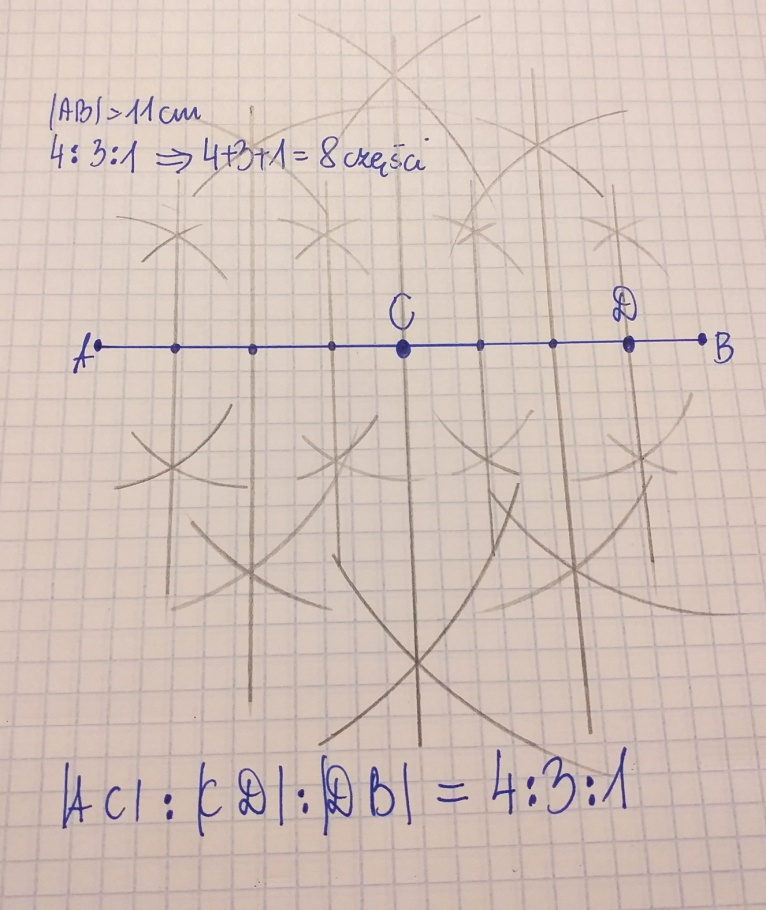 |AB| = 11 cm
4:3:1 ⇒ 4+3+1 = 8 części
C
D
A
B
|AC| : |CD| : |DB| = 4:3:1